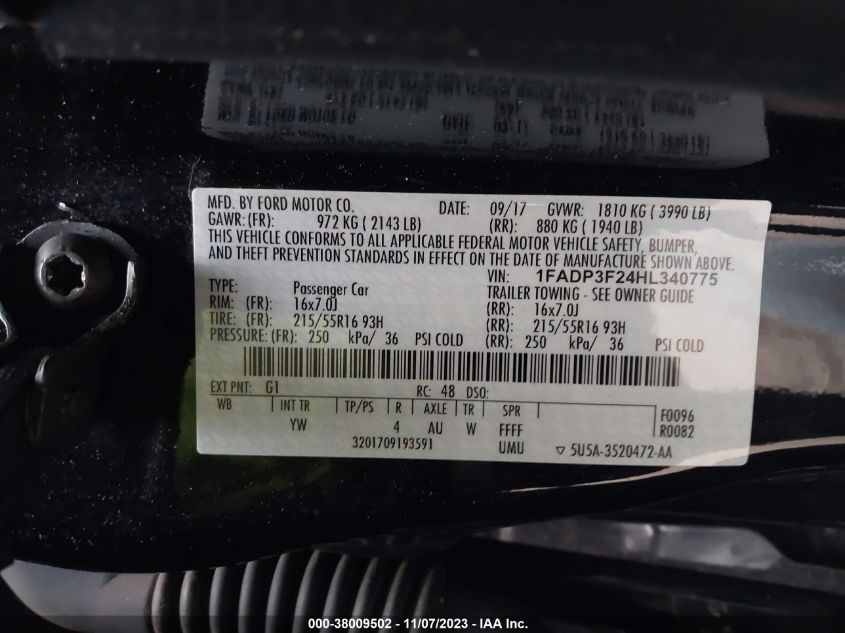 MFD. BY FORD MOTOR CO. DATE: 09/17 GVWR: 1810 KG ( 3990 LB)
GAWR: (FR): 972 KG ( 2143 LB) (RR): 880 KG ( 1940 LB)
THIS VEHICLE CONFORMS TO ALL APPLICABLE FEDERAL MOTOR VEHICLE SAFETY, BUMPER,
AND THEFT PREVENTION STANDARDS IN EFFECT ON THE DATE OF MANUFACTURE SHOWN ABOVE.
VIN: 1FADP3F24HL340775
TYPE: Passenger Car TRAILER TOWING - SEE OWNER GUIDE
RIM: (FR): 16x7.0J (RR): 16x7.0J
TIRE: (FR): 215/55R16 93H (RR): 215/55R16 93H
PRESSURE: (FR): 250 kPa/ 36 PSI COLD (RR): 250 kPa/ 36 PSI COLD
EXT PNT: G1 RC: 48 DSO:
WB INT TR TP/PS R AXLE TR SPR F0096
YW 4 AU W FFFF R0082
3201709193591 UMU ▽ 5U5A-3520472-AA
000-38009502 - 11/07/2023 - IAA Inc.